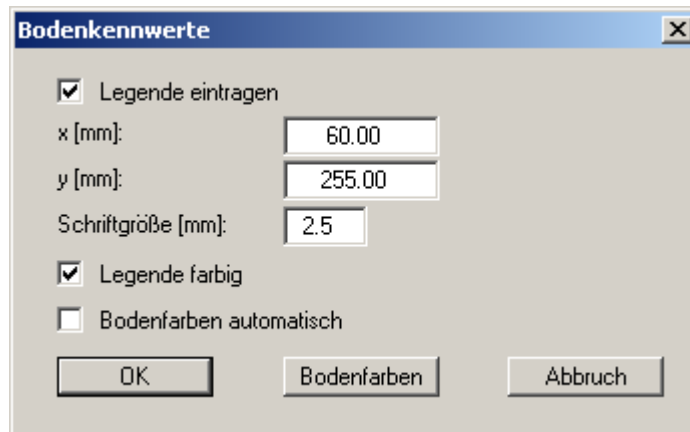 Bodenkennwerte
Legende eintragen
x [mm]: 60.00
y [mm]: 255.00
Schriftgröße [mm]: 2.5
Legende farbig
Bodenfarben automatisch
OK Bodenfarben Abbruch